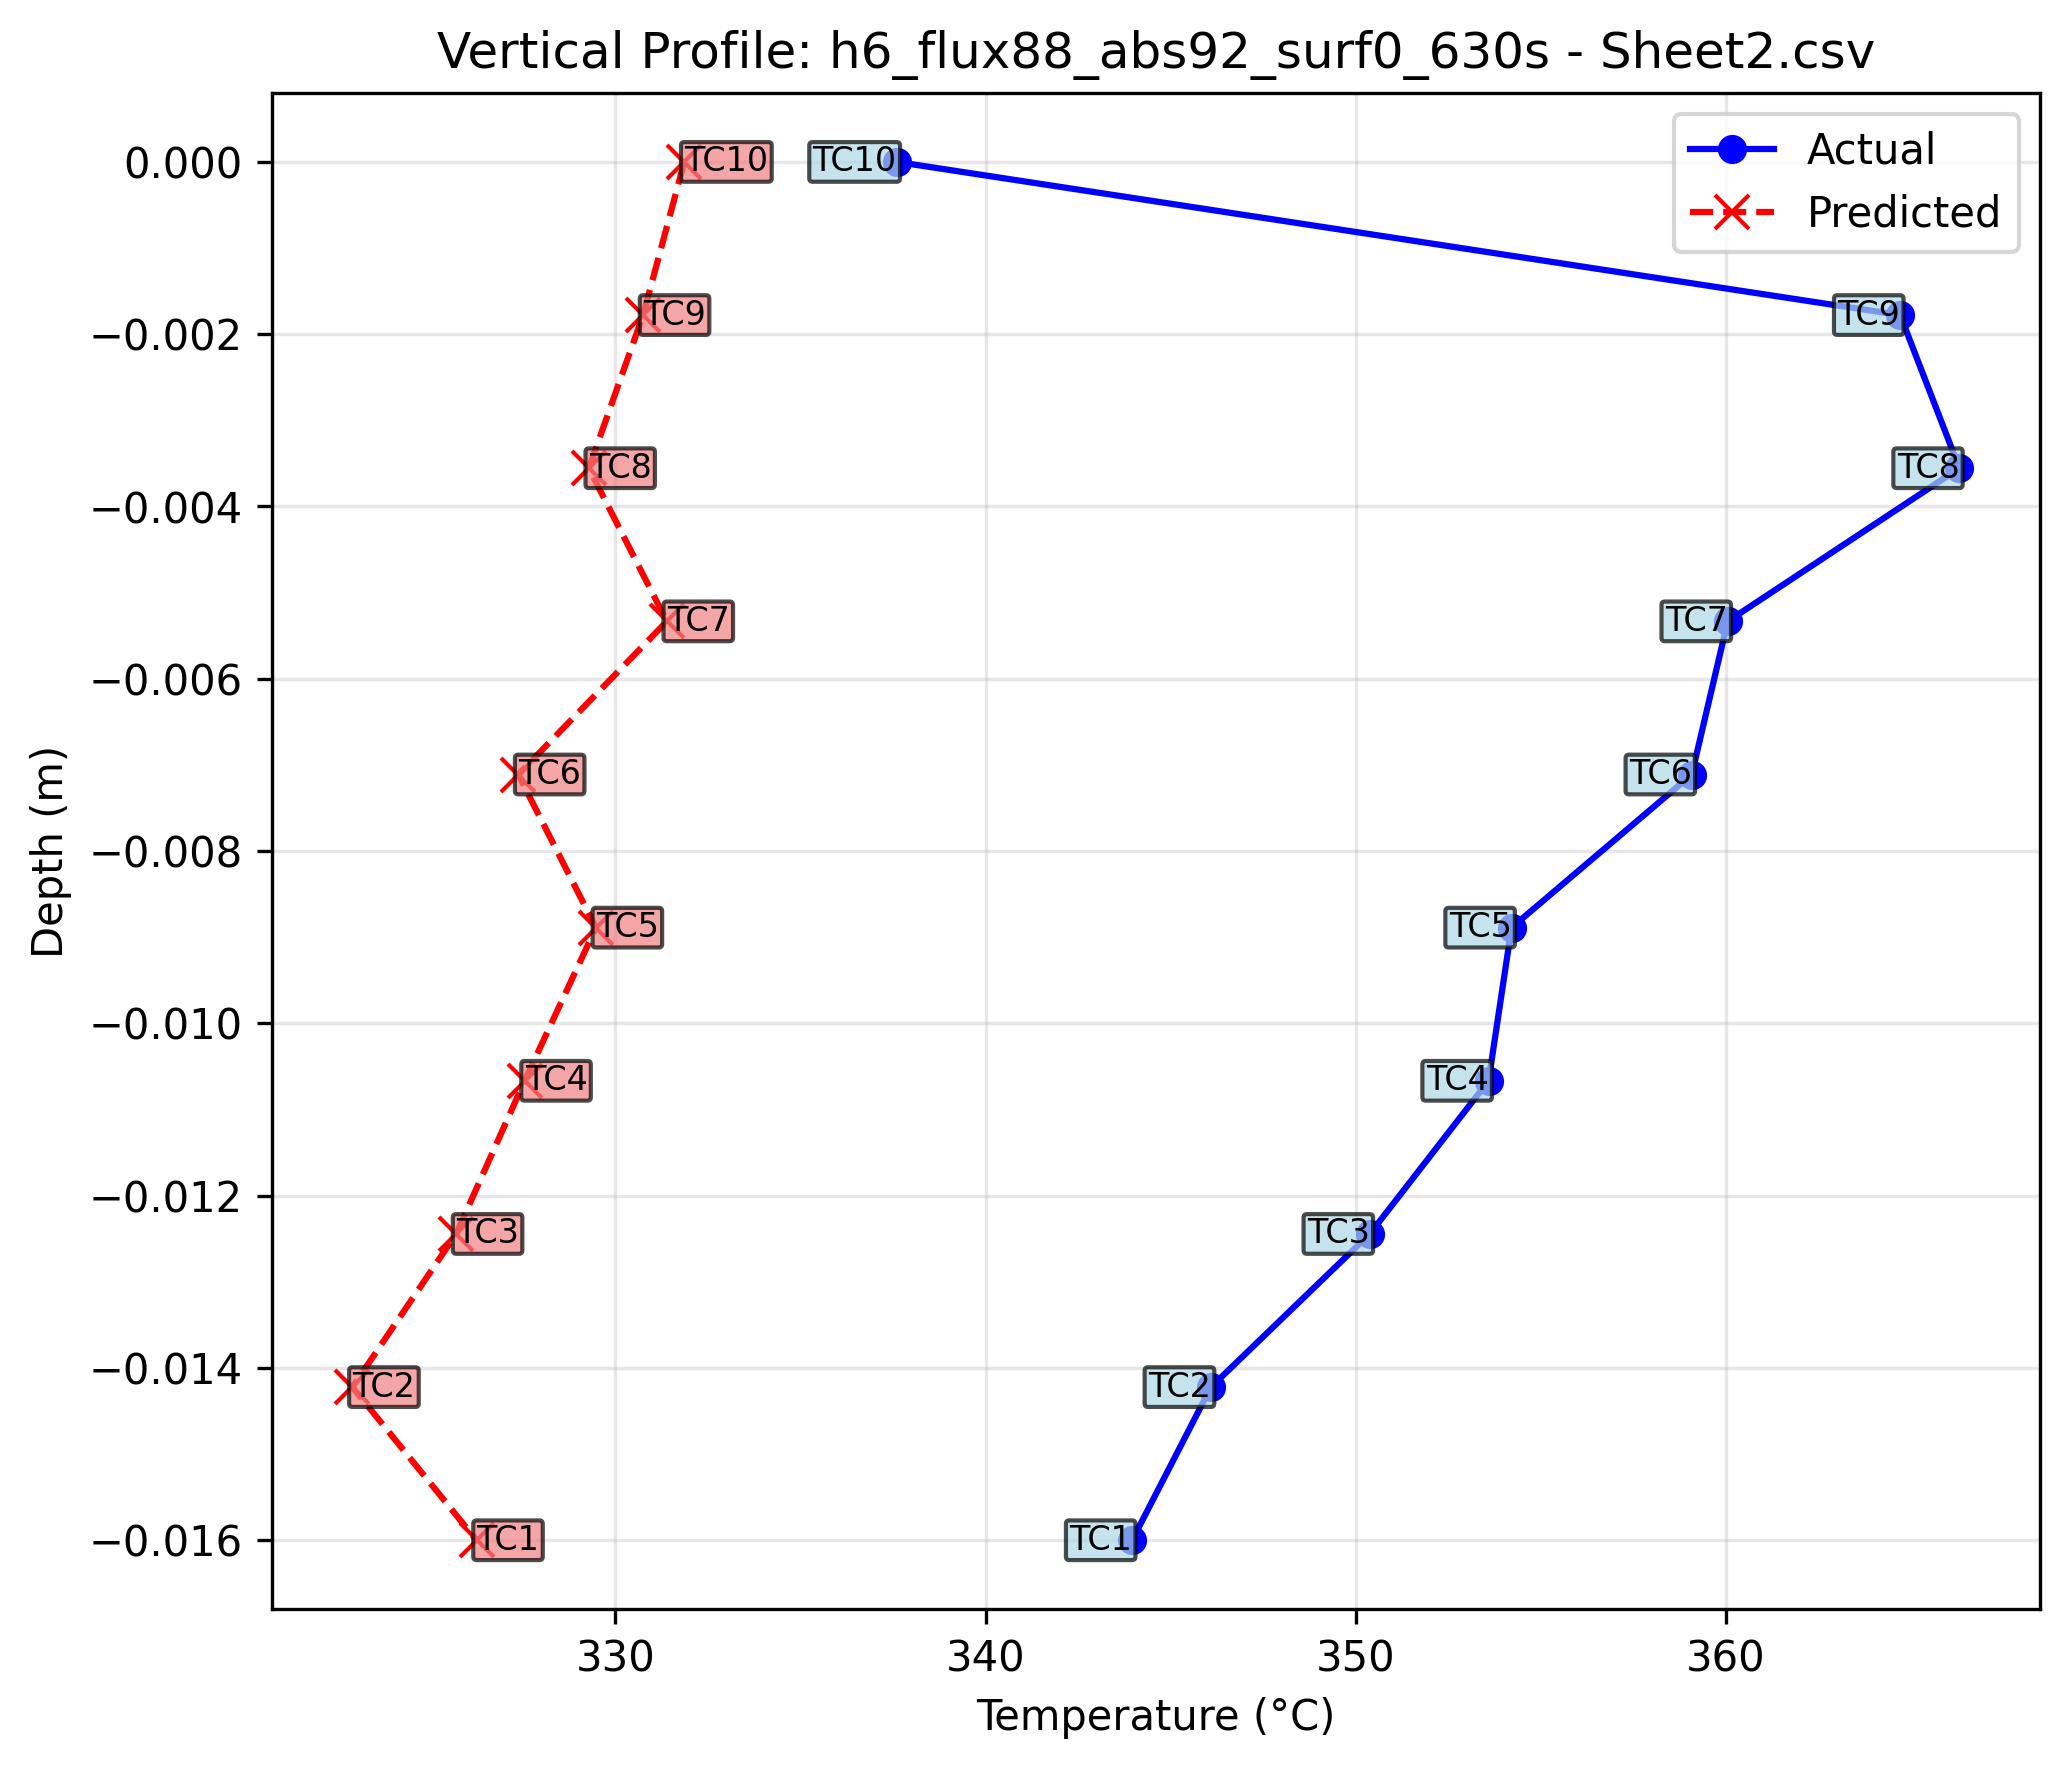 Vertical Profile: h6_flux88_abs92_surf0_630s - Sheet2.csv
Actual
Predicted
0.000
−0.002
−0.004
−0.006
−0.008
−0.010
−0.012
−0.014
−0.016
Depth (m)
TC10 TC10
TC9 TC9
TC8 TC8
TC7 TC7
TC6 TC6
TC5 TC5
TC4 TC4
TC3 TC3
TC2 TC2
TC1 TC1
330 340 350 360
Temperature (°C)